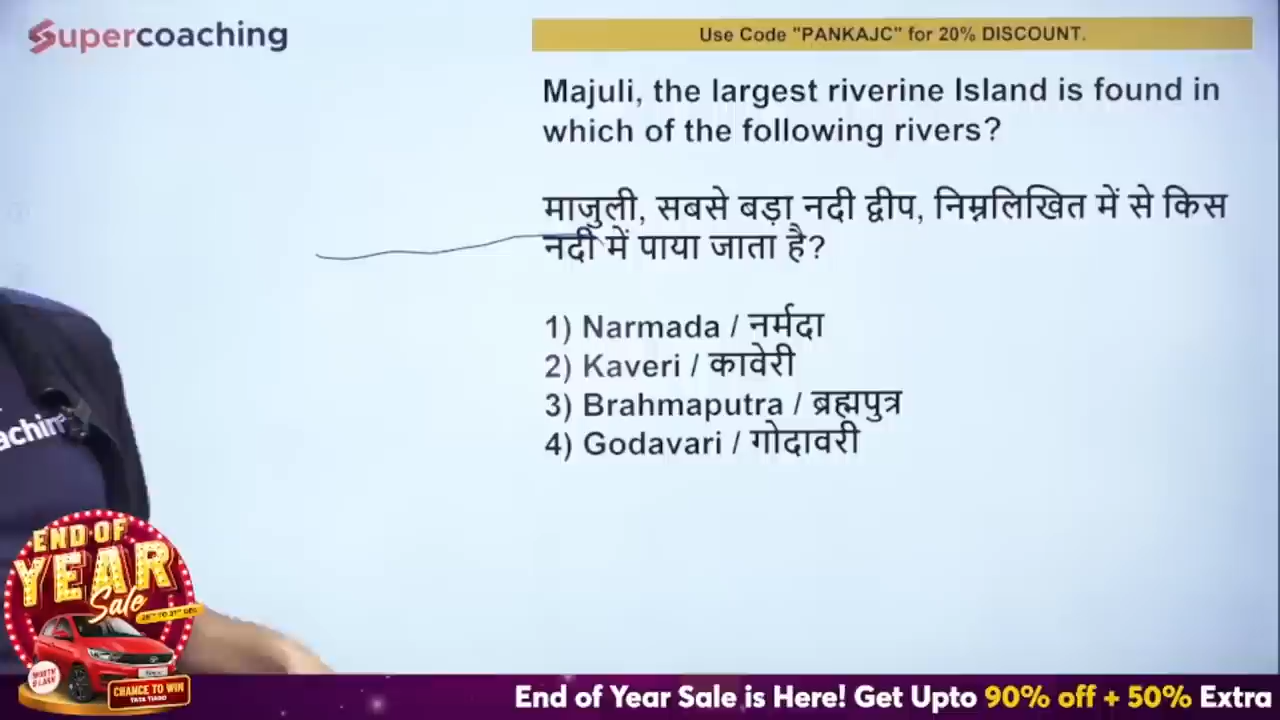 Supercoaching
Use Code "PANKAJC" for 20% DISCOUNT.
Majuli, the largest riverine Island is found in
which of the following rivers?
माजुली, सबसे बड़ा नदी द्वीप, निम्नलिखित में से किस
नदी में पाया जाता है?
1) Narmada / नर्मदा
2) Kaveri / कावेरी
3) Brahmaputra / ब्रह्मपुत्र
4) Godavari / गोदावरी
END OF
YEAR
Sale
CHANCE TO WIN
TATA TIAGO
End of Year Sale is Here! Get Upto 90% off + 50% Extra